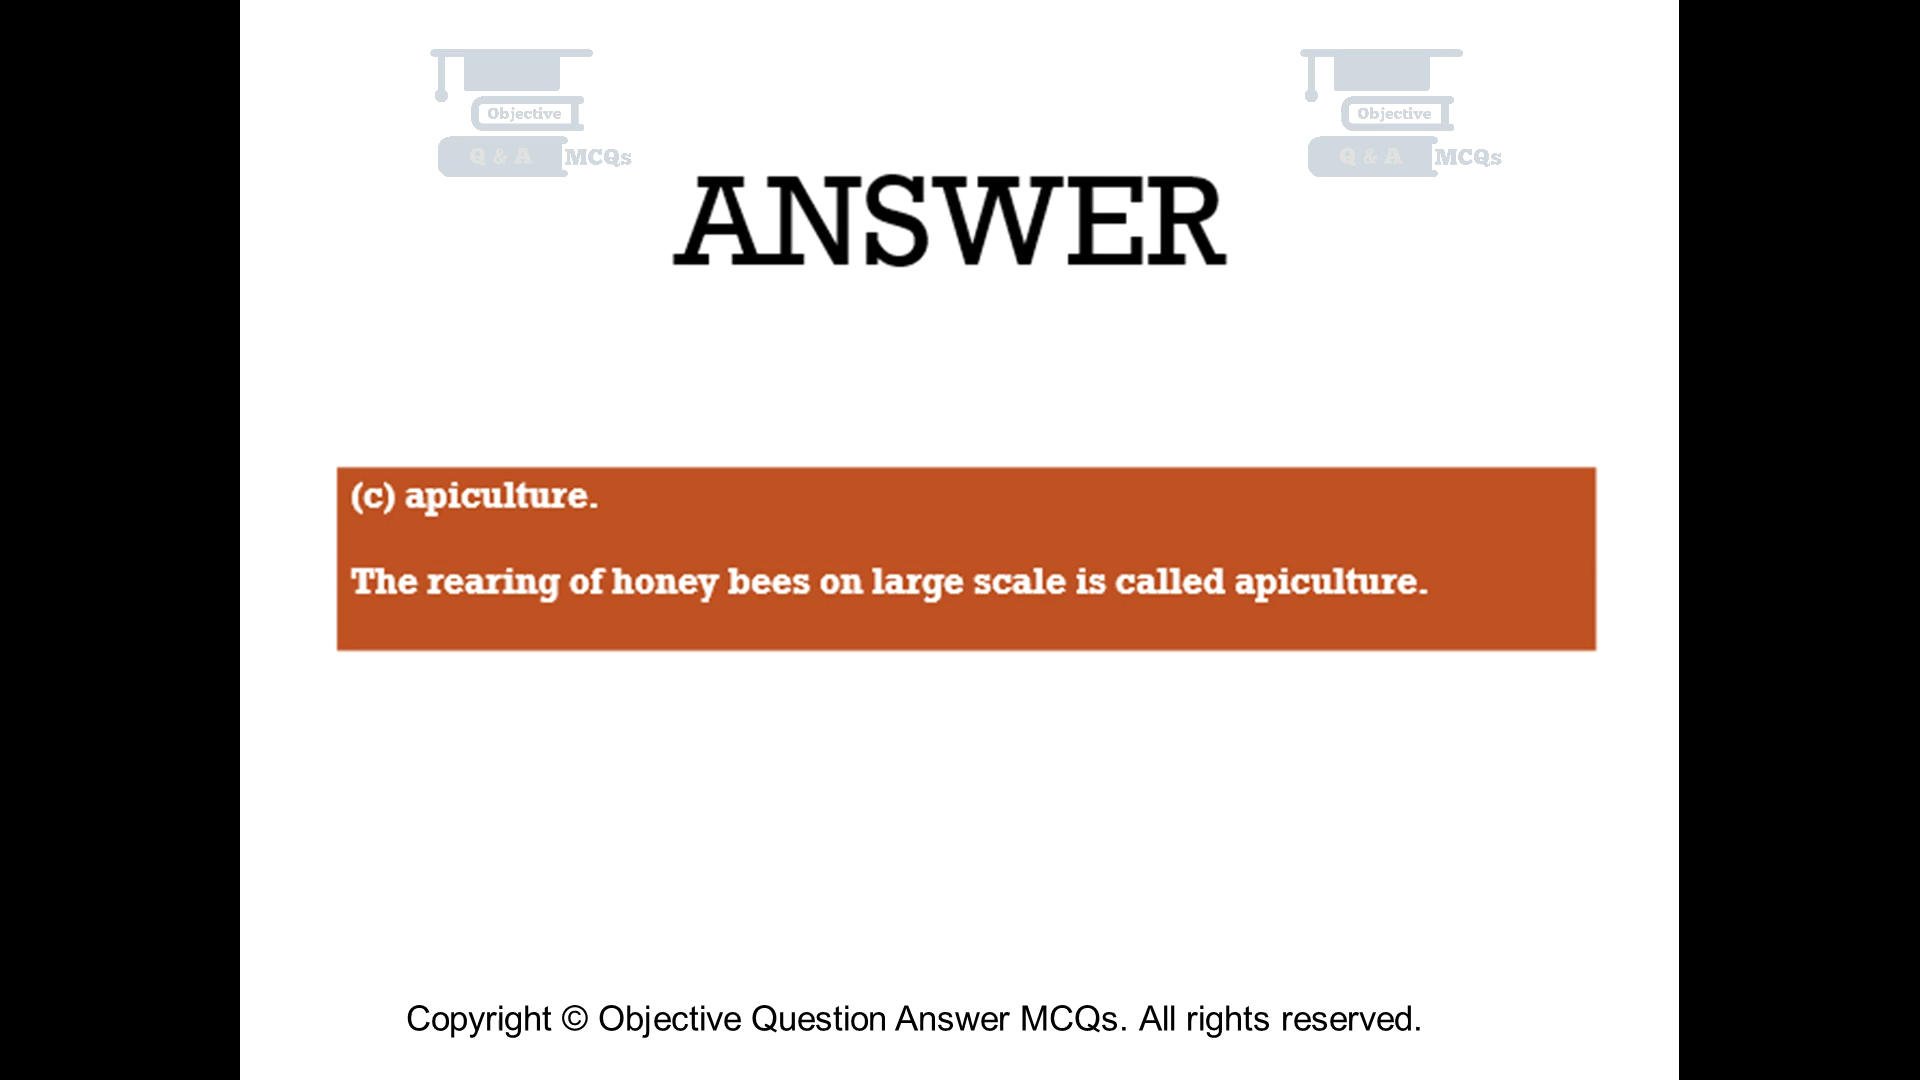 Objective
Q & A MCQs
Objective
Q & A MCQs
ANSWER
(c) apiculture.
The rearing of honey bees on large scale is called apiculture.
Copyright © Objective Question Answer MCQs. All rights reserved.